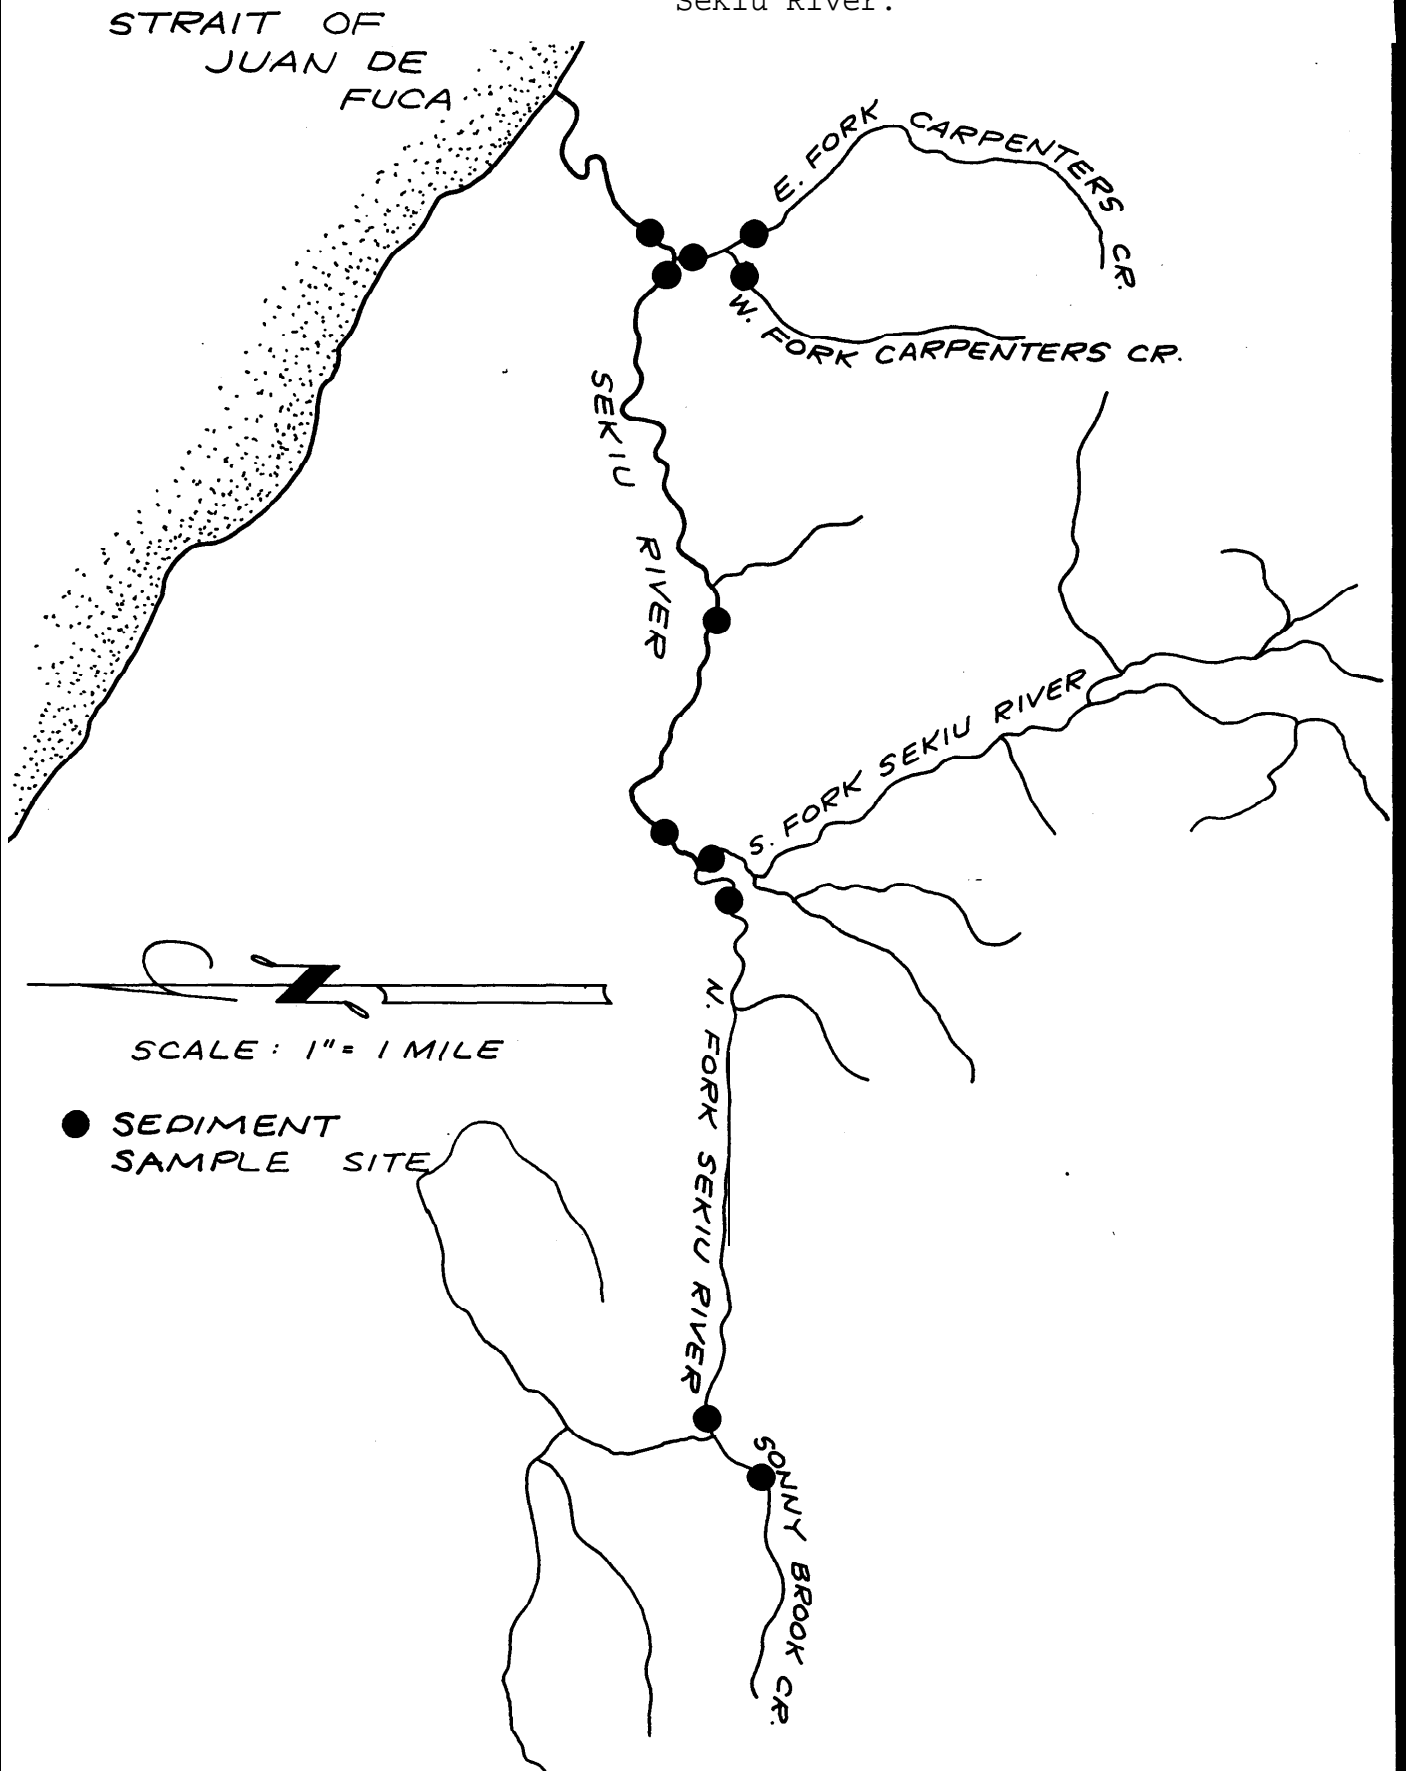 Sekiu River.
STRAIT OF
JUAN DE
FUCA
E. FORK CARPENTERS CR.
W. FORK CARPENTERS CR.
SEKIU RIVER
S. FORK SEKIU RIVER
N
SCALE: 1"= 1 MILE
N. FORK SEKIU RIVER
SEDIMENT
SAMPLE SITE
SONNY BROOK CR.